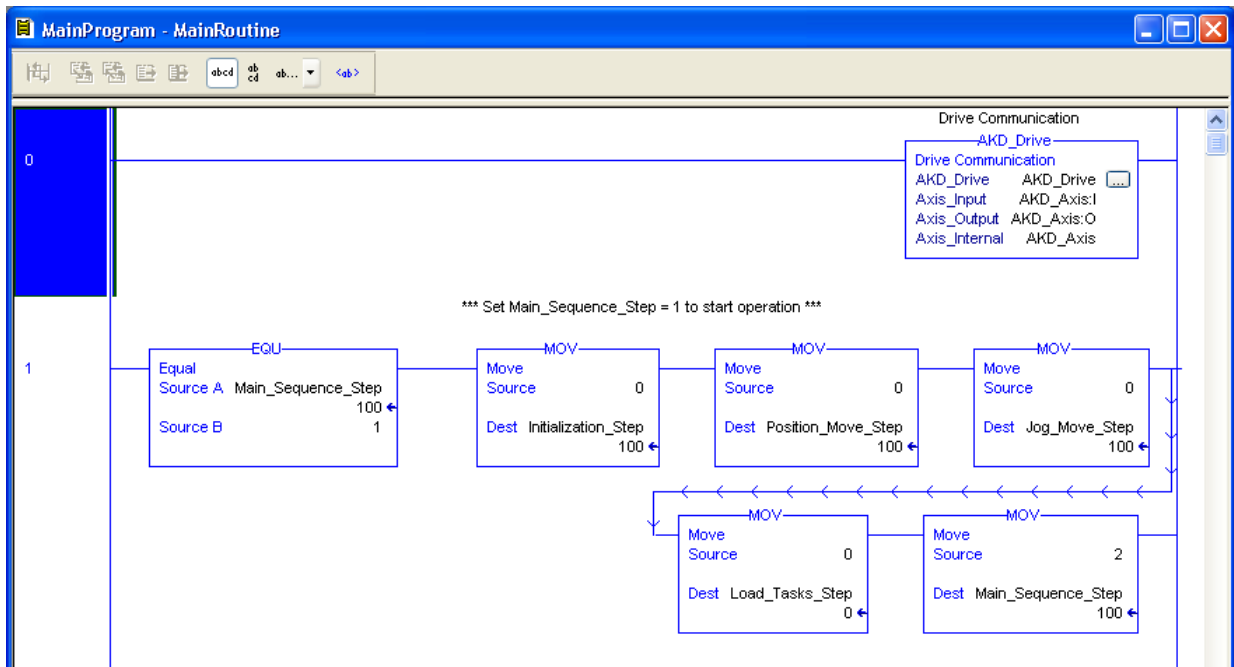 MainProgram - MainRoutine
abcd ab cd ab... <ab>
Drive Communication
0
AKD_Drive
Drive Communication
AKD_Drive AKD_Drive ...
Axis_Input AKD_Axis:I
Axis_Output AKD_Axis:O
Axis_Internal AKD_Axis
*** Set Main_Sequence_Step = 1 to start operation ***
1
EQU
Equal
Source A Main_Sequence_Step
100
Source B 1
MOV
Move
Source 0
Dest Initialization_Step
100
MOV
Move
Source 0
Dest Position_Move_Step
100
MOV
Move
Source 0
Dest Jog_Move_Step
100
MOV
Move
Source 0
Dest Load_Tasks_Step
0
MOV
Move
Source 2
Dest Main_Sequence_Step
100